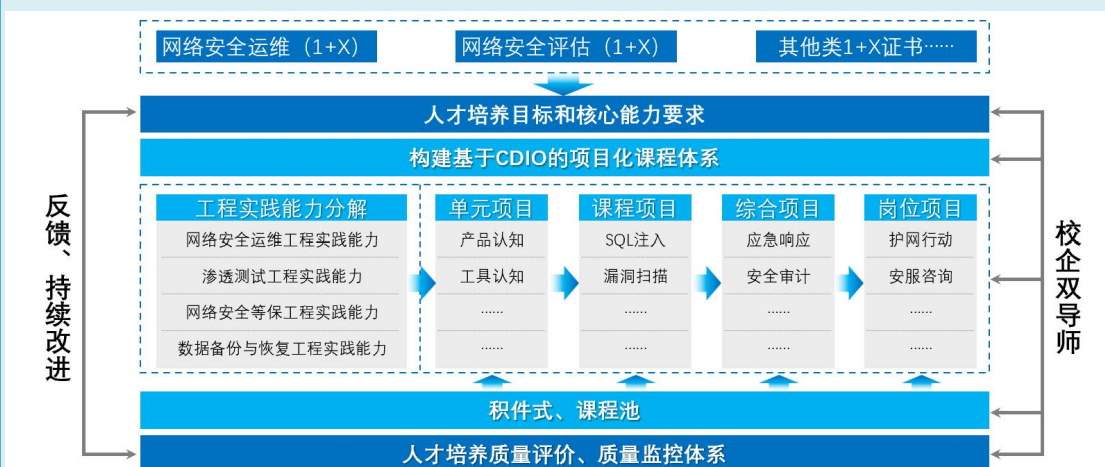 网络安全运维（1+X）
网络安全评估（1+X）
其他类1+X证书……
人才培养目标和核心能力要求
构建基于CDIO的项目化课程体系
反馈、持续改进
工程实践能力分解
网络安全运维工程实践能力
渗透测试工程实践能力
网络安全等保工程实践能力
数据备份与恢复工程实践能力
单元项目
产品认知
工具认知
……
……
课程项目
SQL注入
漏洞扫描
……
……
综合项目
应急响应
安全审计
……
……
岗位项目
护网行动
安服咨询
……
……
校企双导师
积件式、课程池
人才培养质量评价、质量监控体系